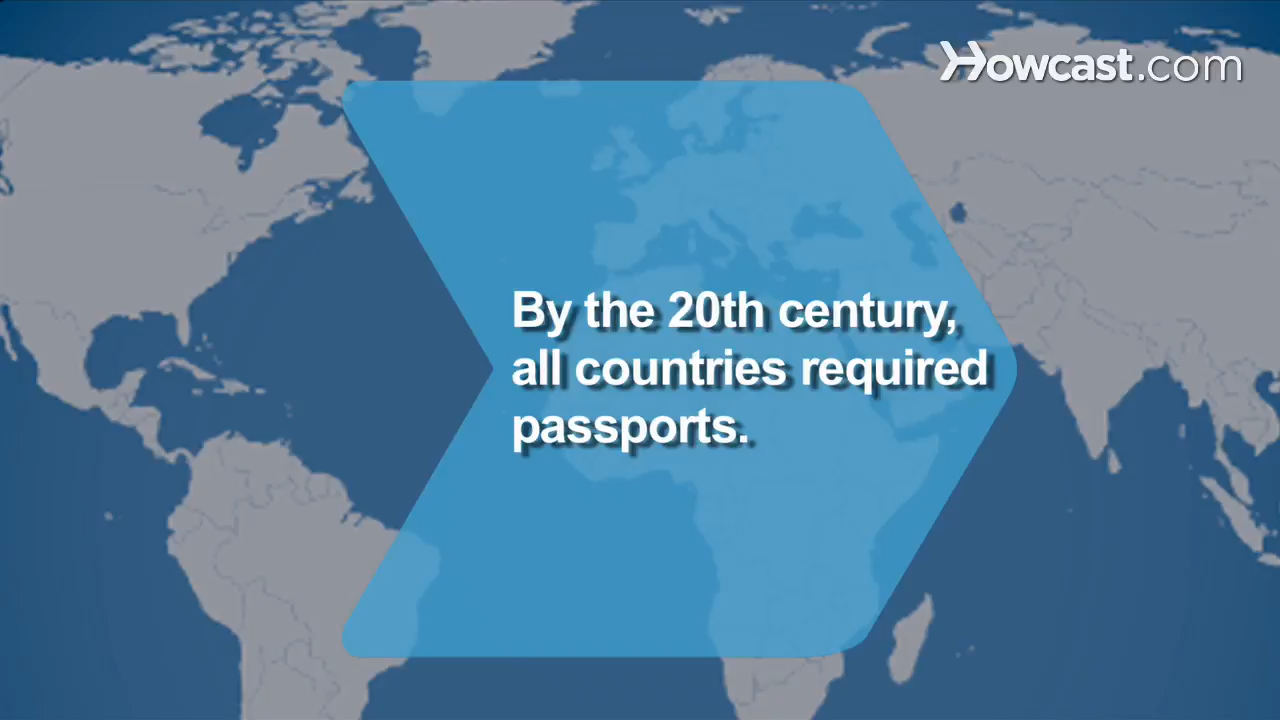 Howcast.com
By the 20th century,
all countries required
passports.